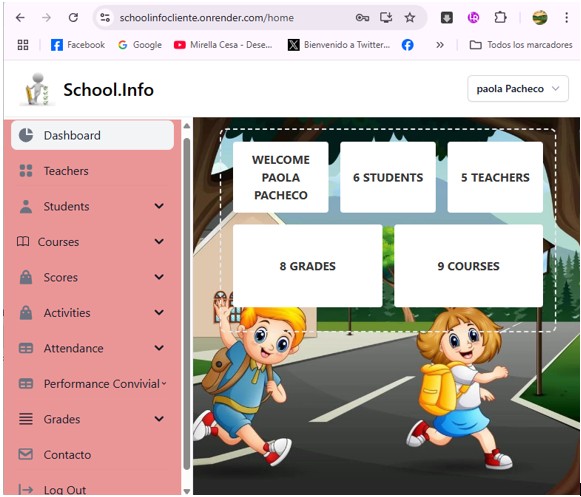 schoolinfocliente.onrender.com/home
Facebook
Google
Mirella Cesa - Dese...
Bienvenido a Twitter...
»
Todos los marcadores
School.Info
paola Pacheco
Dashboard
Teachers
Students
Courses
Scores
Activities
Attendance
Performance Convivial
Grades
Contacto
Log Out
WELCOME
PAOLA
PACHECO
6 STUDENTS
5 TEACHERS
8 GRADES
9 COURSES